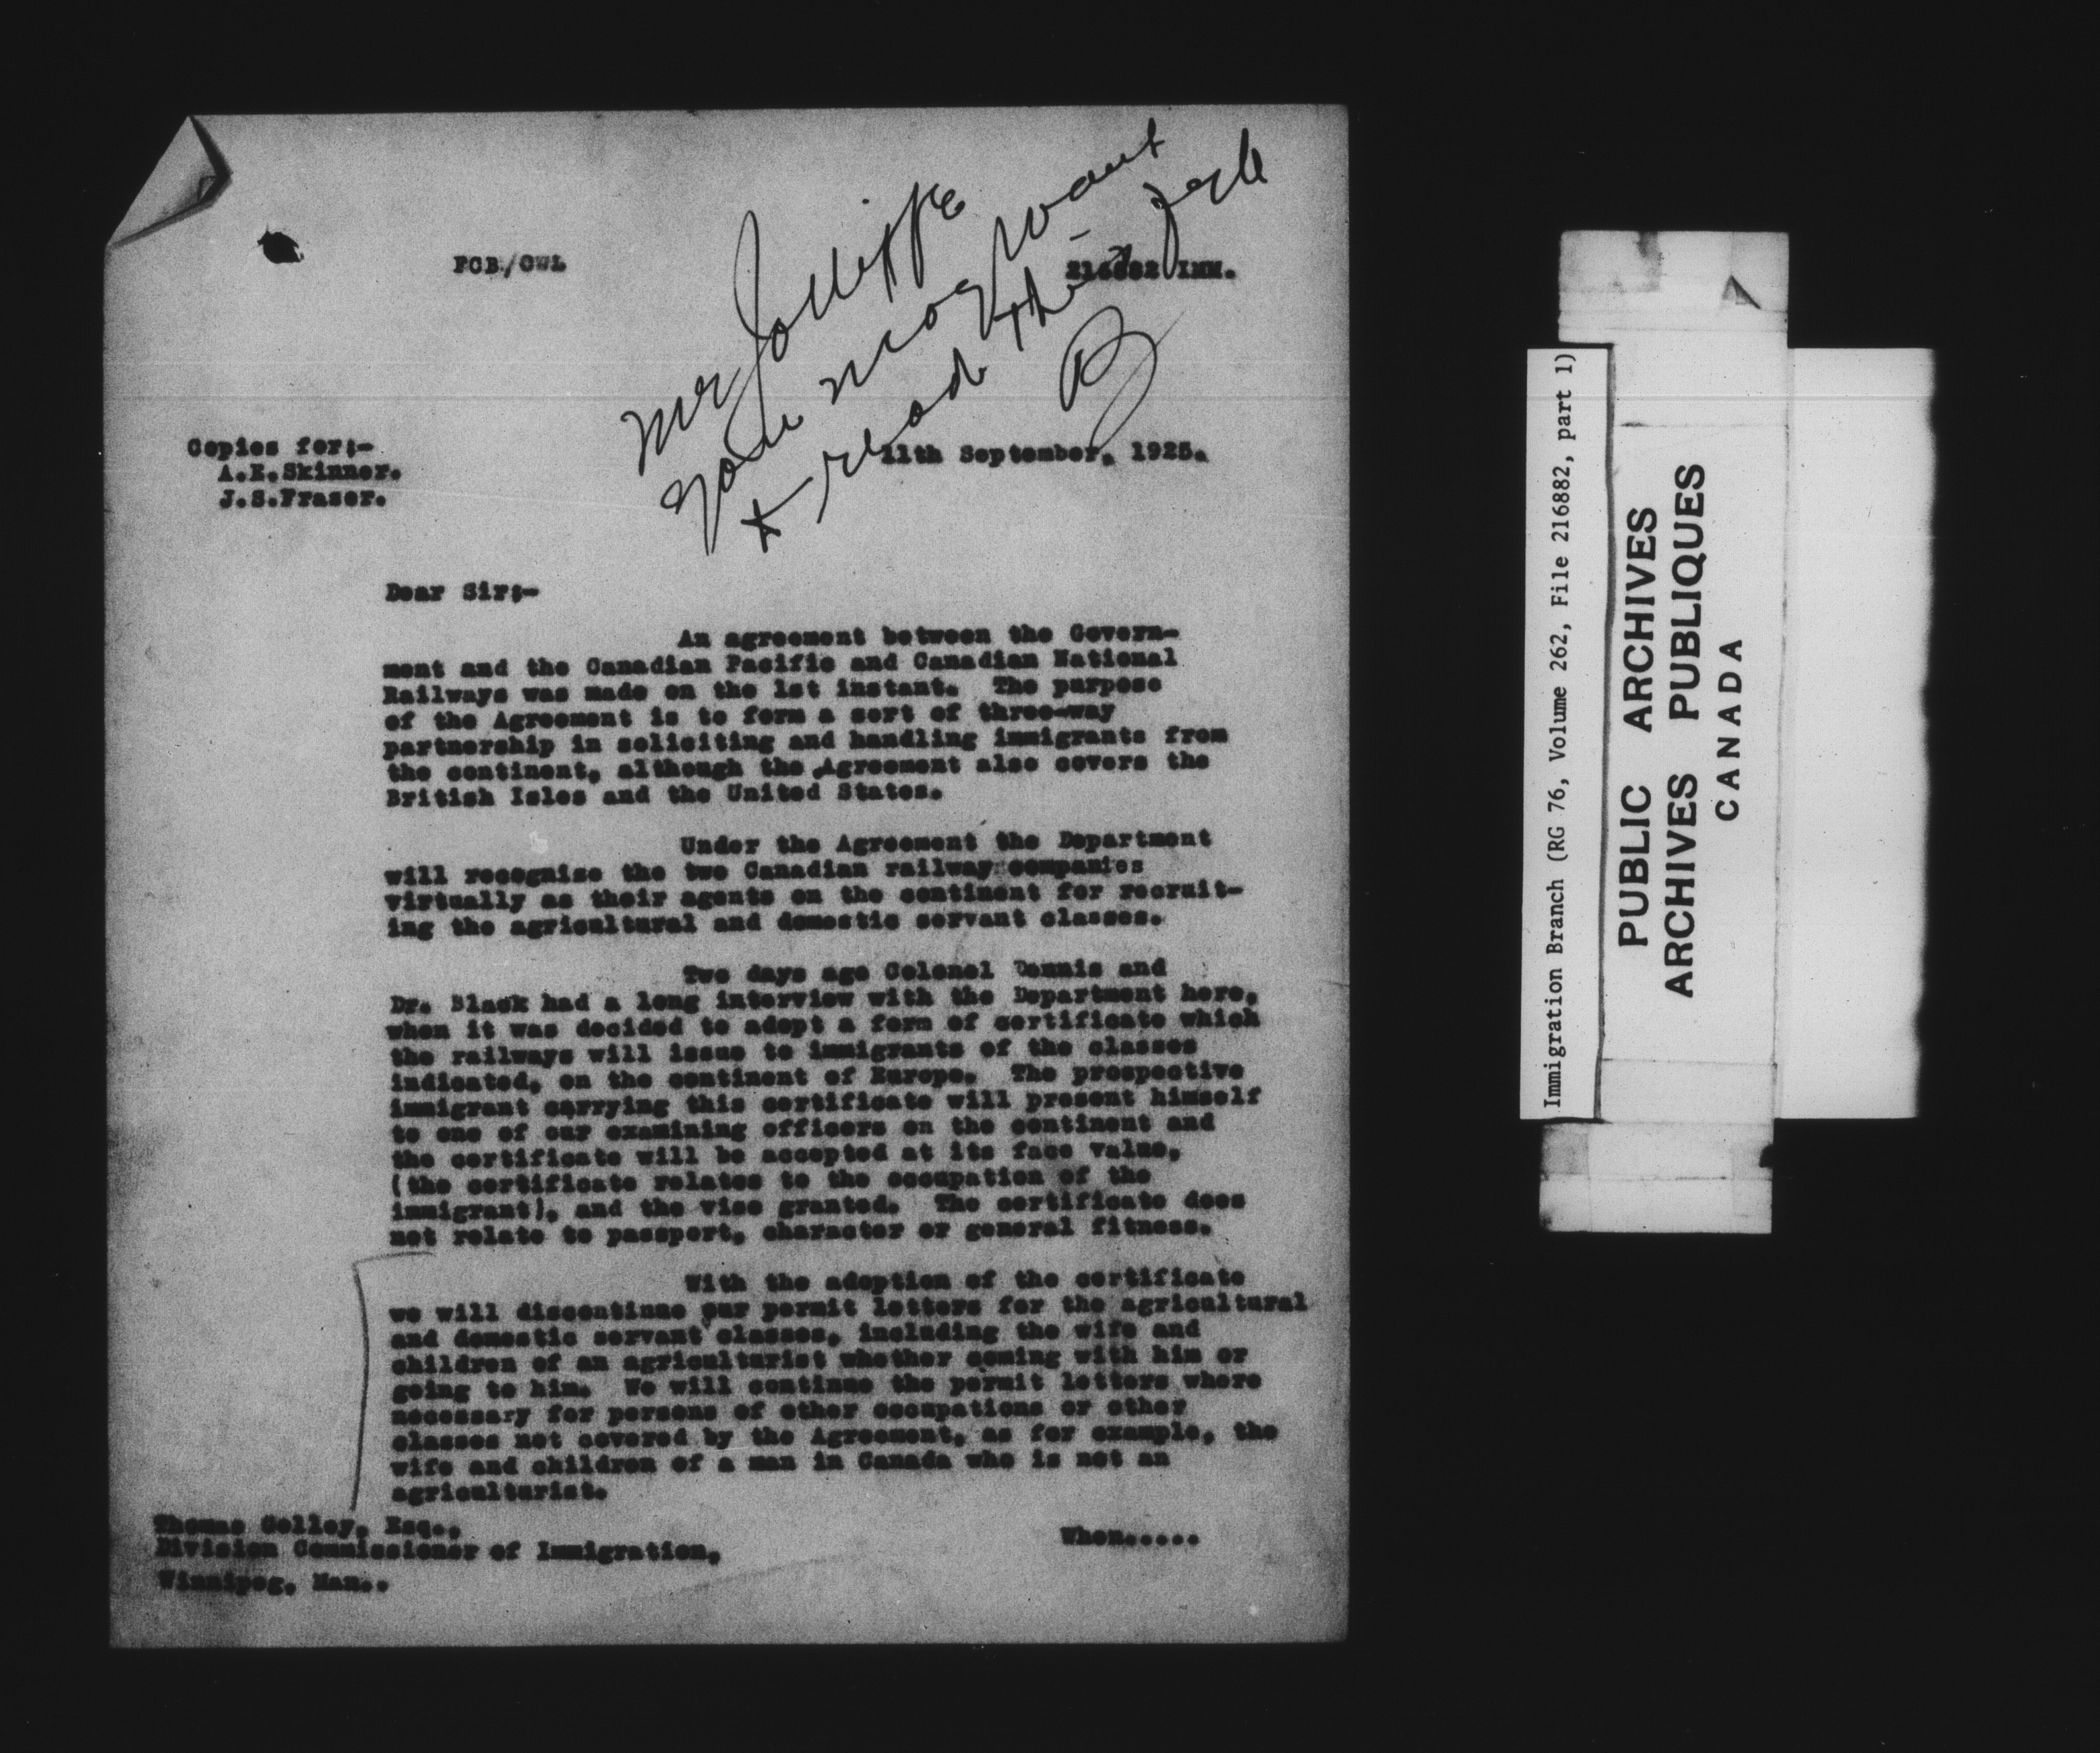 Mr Jolliffe
you may want
to read this file
B
FCB/CWL
216882 IMM.
Copies for:-
A.E.Skinner.
J.S.Fraser.
11th September, 1925.
Dear Sir:-
An agreement between the Govern-
ment and the Canadian Pacific and Canadian National
Railways was made on the 1st instant. The purpose
of the Agreement is to form a sort of three-way
partnership in soliciting and handling immigrants from
the continent, although the Agreement also covers the
British Isles and the United States.
Under the Agreement the Department
will recognise the two Canadian railway companies
virtually as their agents on the continent for recruit-
ing the agricultural and domestic servant classes.
Two days ago Colonel Dennis and
Dr. Black had a long interview with the Department here,
when it was decided to adopt a form of certificate which
the railways will issue to immigrants of the classes
indicated, on the continent of Europe. The prospective
immigrant carrying this certificate will present himself
to one of our examining officers on the continent and
the certificate will be accepted at its face value,
(the certificate relates to the occupation of the
immigrant), and the vise granted. The certificate does
not relate to passport, character or general fitness.
With the adoption of the certificate
we will discontinue our permit letters for the agricultural
and domestic servant classes, including the wife and
children of an agriculturist whether coming with him or
going to him. We will continue the permit letters where
necessary for persons of other occupations or other
classes not covered by the Agreement, as for example, the
wife and children of a man in Canada who is not an
agriculturist.
When.....
Thomas Gelley, Esq.,
Division Commissioner of Immigration,
Winnipeg, Man..
Immigration Branch (RG 76, Volume 262, File 216882, part 1)
PUBLIC ARCHIVES
ARCHIVES PUBLIQUES
CANADA